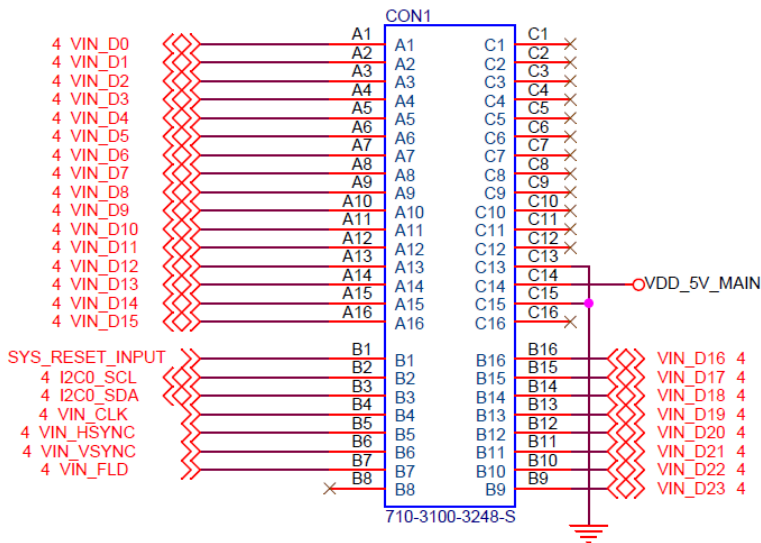 CON1
4 VIN_D0 A1 A1 C1 C1
4 VIN_D1 A2 A2 C2 C2
4 VIN_D2 A3 A3 C3 C3
4 VIN_D3 A4 A4 C4 C4
4 VIN_D4 A5 A5 C5 C5
4 VIN_D5 A6 A6 C6 C6
4 VIN_D6 A7 A7 C7 C7
4 VIN_D7 A8 A8 C8 C8
4 VIN_D8 A9 A9 C9 C9
4 VIN_D9 A10 A10 C10 C10
4 VIN_D10 A11 A11 C11 C11
4 VIN_D11 A12 A12 C12 C12
4 VIN_D12 A13 A13 C13 C13
4 VIN_D13 A14 A14 C14 C14 VDD_5V_MAIN
4 VIN_D14 A15 A15 C15 C15
4 VIN_D15 A16 A16 C16 C16
SYS_RESET_INPUT B1 B1 B16 B16 VIN_D16 4
4 I2C0_SCL B2 B2 B15 B15 VIN_D17 4
4 I2C0_SDA B3 B3 B14 B14 VIN_D18 4
4 VIN_CLK B4 B4 B13 B13 VIN_D19 4
4 VIN_HSYNC B5 B5 B12 B12 VIN_D20 4
4 VIN_VSYNC B6 B6 B11 B11 VIN_D21 4
4 VIN_FLD B7 B7 B10 B10 VIN_D22 4
B8 B8 B9 B9 VIN_D23 4
710-3100-3248-S